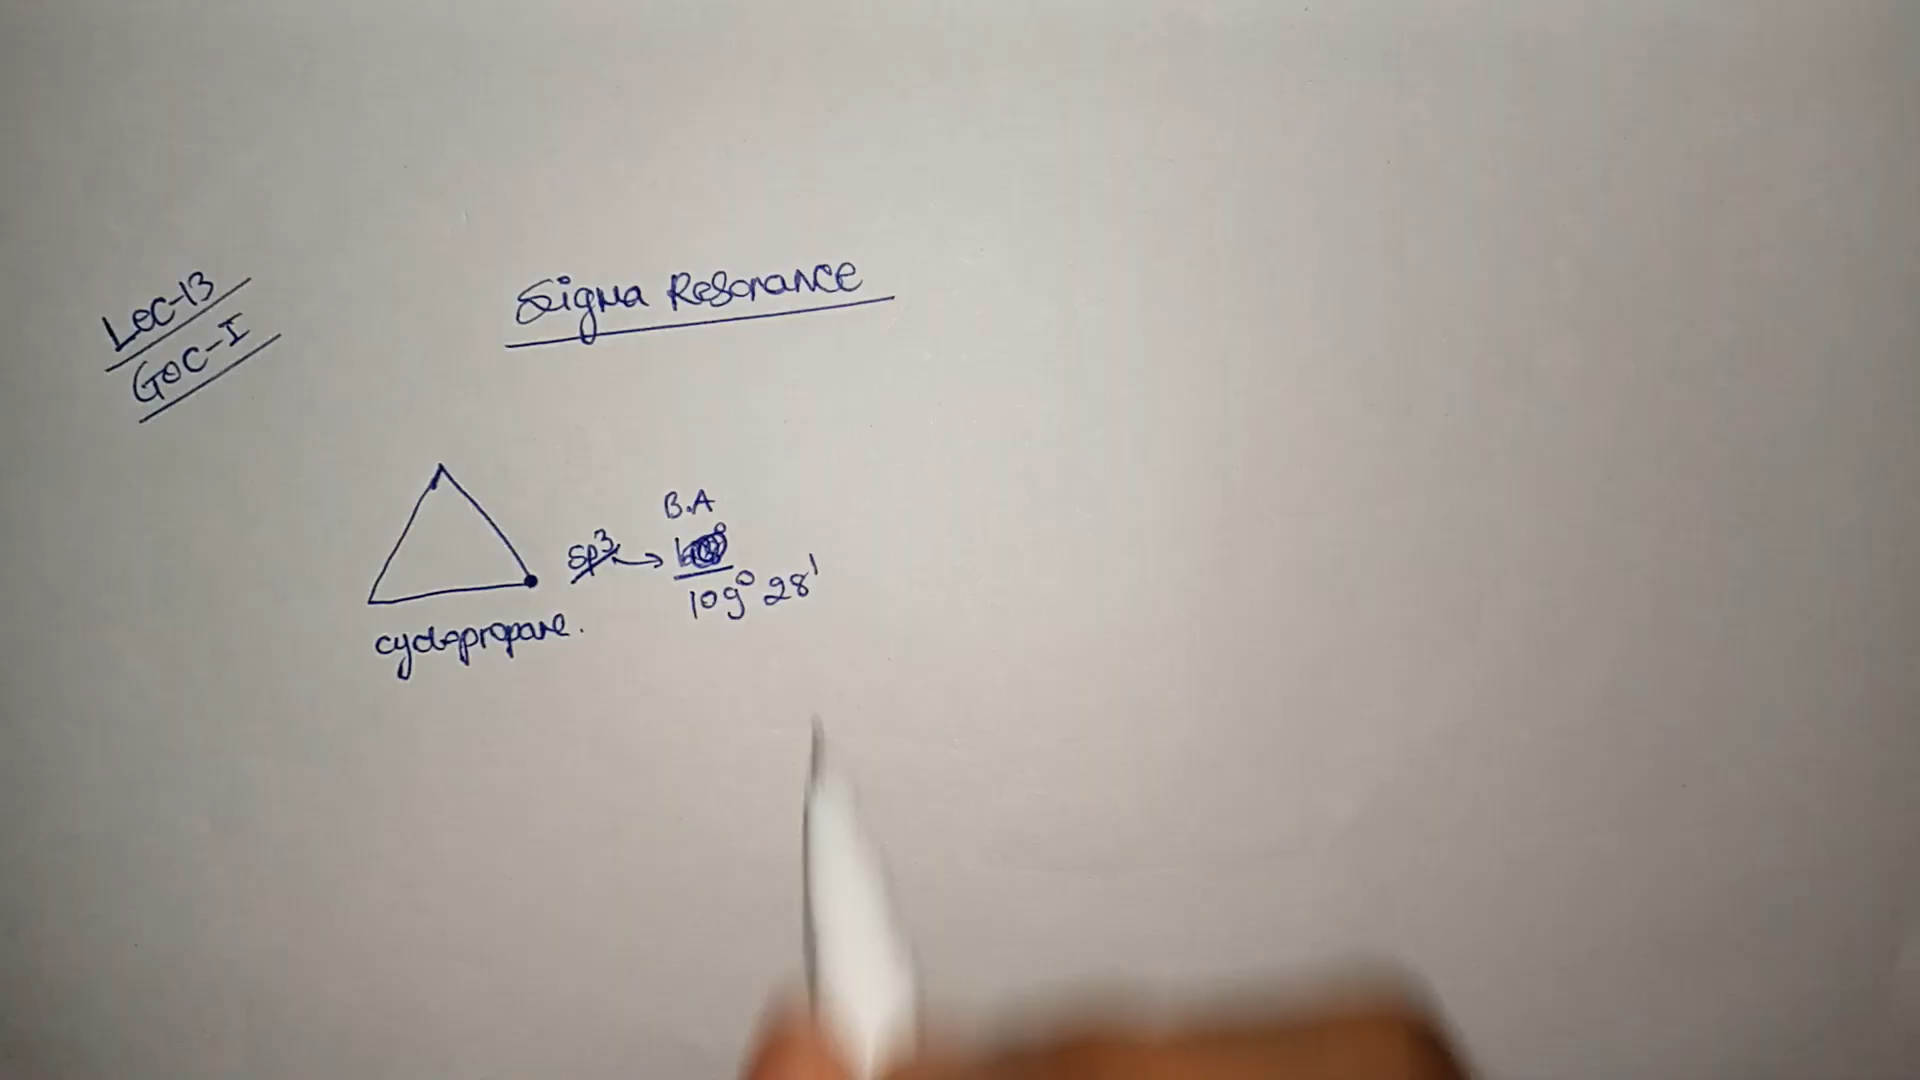 Lec-13
GOC-I
Sigma Resonance
B.A
sp³ →
109° 28'
cyclopropane.